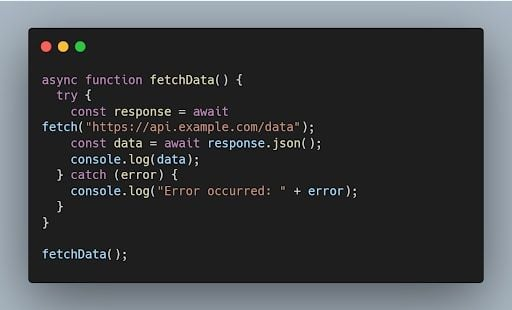 async function fetchData() {
  try {
    const response = await
fetch("https://api.example.com/data");
    const data = await response.json();
    console.log(data);
  } catch (error) {
    console.log("Error occurred: " + error);
  }
}

fetchData();